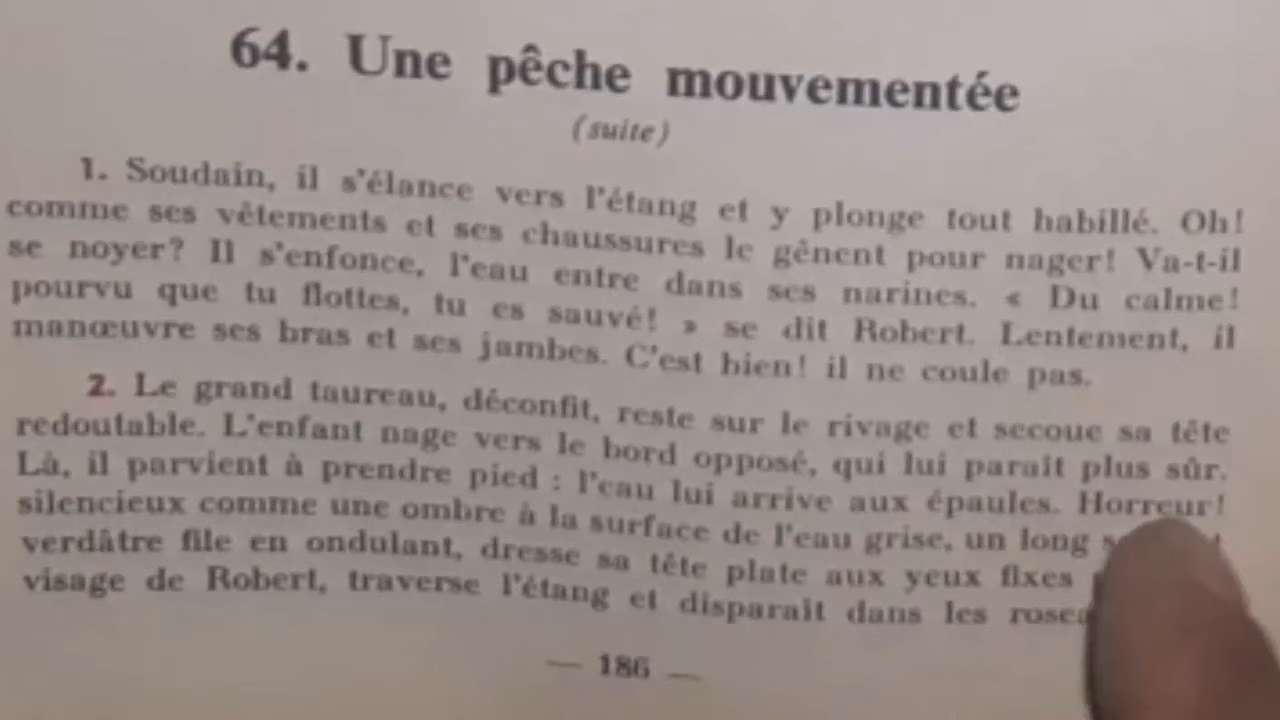 64. Une pêche mouvementée
(suite)
1. Soudain, il s'élance vers l'étang et y plonge tout habillé. Oh!
comme ses vêtements et ses chaussures le gênent pour nager! Va-t-il
se noyer? Il s'enfonce, l'eau entre dans ses narines. « Du calme!
pourvu que tu flottes, tu es sauvé! » se dit Robert. Lentement, il
manœuvre ses bras et ses jambes. C'est bien! il ne coule pas.
2. Le grand taureau, déconfit, reste sur le rivage et secoue sa tête
redoutable. L'enfant nage vers le bord opposé, qui lui paraît plus sûr.
Là, il parvient à prendre pied : l'eau lui arrive aux épaules. Horreur!
silencieux comme une ombre à la surface de l'eau grise, un long
verdâtre file en ondulant, dresse sa tête plate aux yeux fixes
visage de Robert, traverse l'étang et disparaît dans les
— 186 —